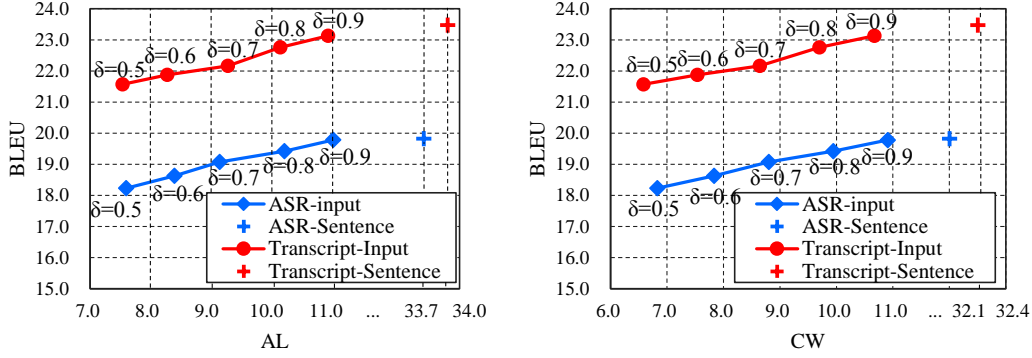 24.0
23.0
22.0
21.0
20.0
19.0
18.0
17.0
16.0
15.0
BLEU
δ=0.5
δ=0.6
δ=0.7
δ=0.8
δ=0.9
δ=0.5
δ=0.6
δ=0.7
δ=0.8
δ=0.9
ASR-input
ASR-Sentence
Transcript-Input
Transcript-Sentence
7.0 8.0 9.0 10.0 11.0 ... 33.7 34.0
AL
24.0
23.0
22.0
21.0
20.0
19.0
18.0
17.0
16.0
15.0
BLEU
δ=0.5
δ=0.6
δ=0.7
δ=0.8
δ=0.9
δ=0.5
δ=0.6
δ=0.7
δ=0.8
δ=0.9
ASR-input
ASR-Sentence
Transcript-Input
Transcript-Sentence
6.0 7.0 8.0 9.0 10.0 11.0 ... 32.1 32.4
CW